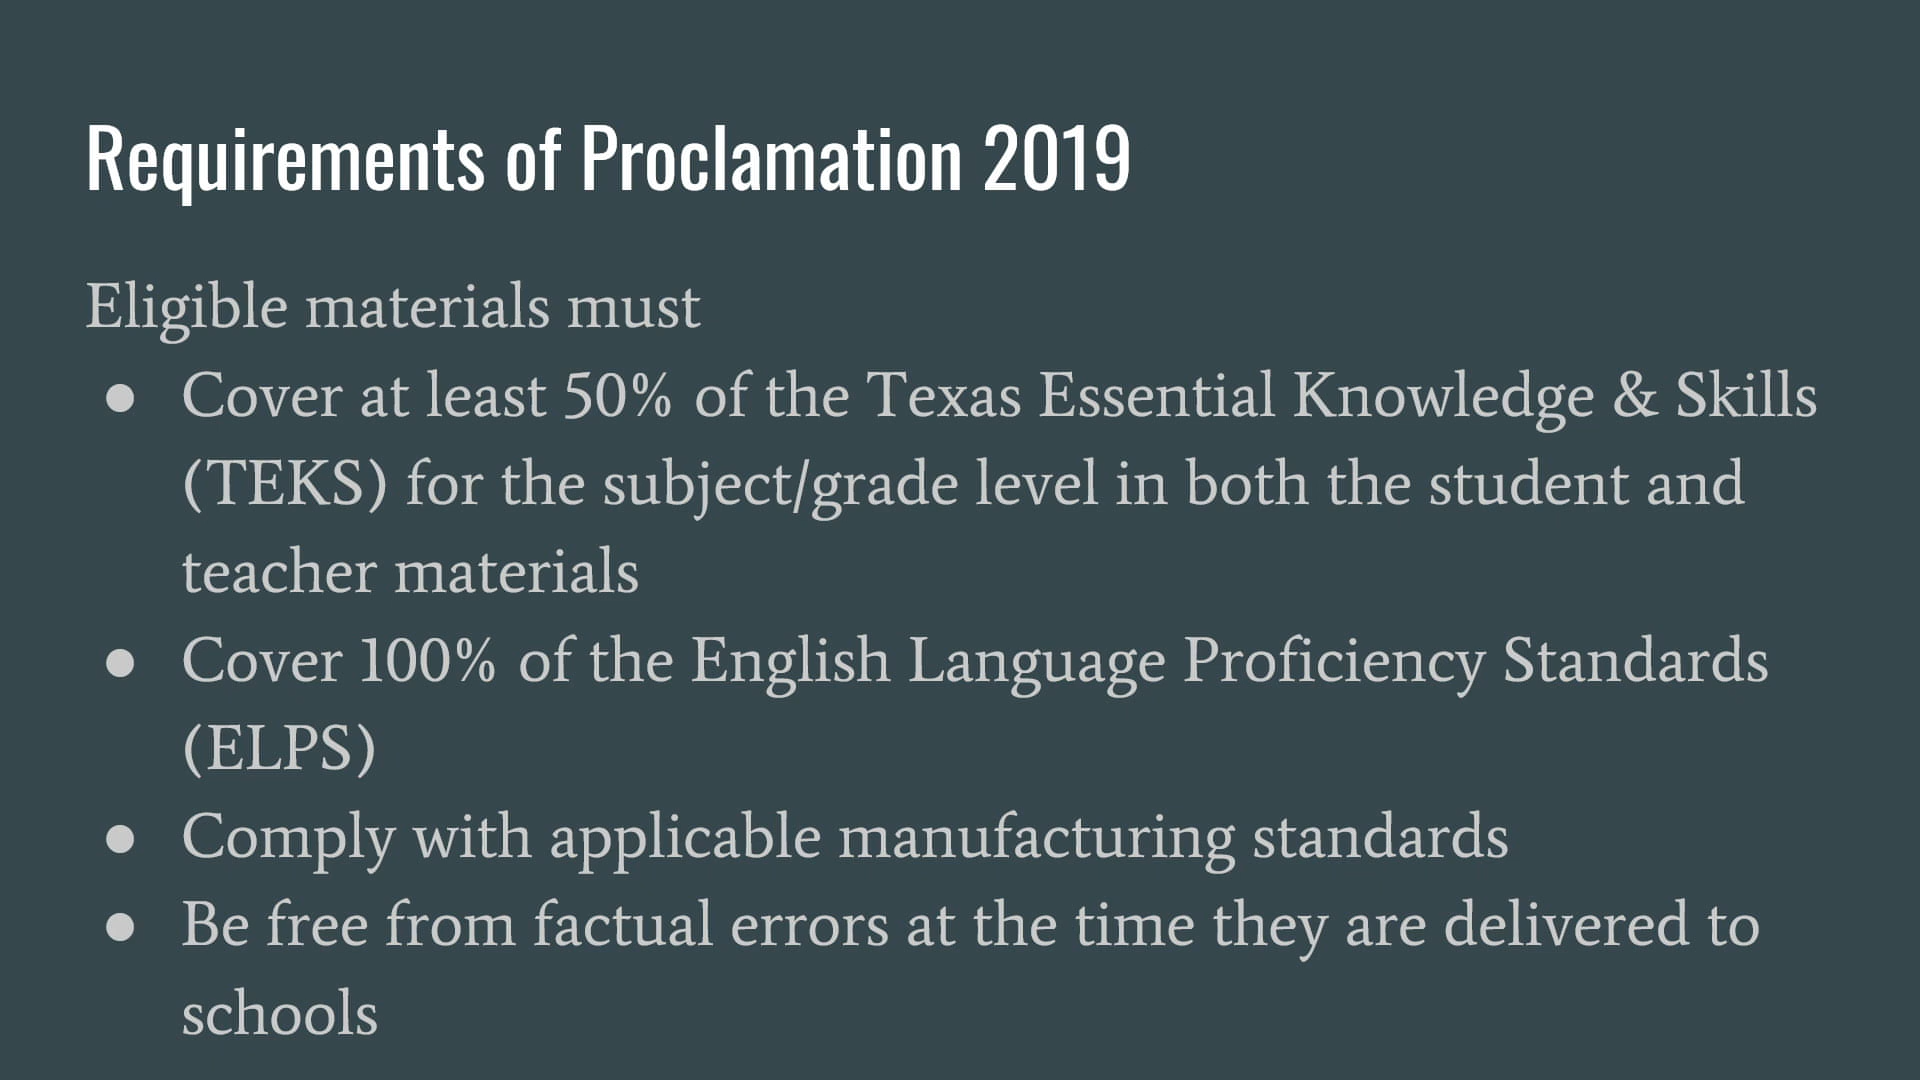 Requirements of Proclamation 2019
Eligible materials must
● Cover at least 50% of the Texas Essential Knowledge & Skills
(TEKS) for the subject/grade level in both the student and
teacher materials
● Cover 100% of the English Language Proficiency Standards
(ELPS)
● Comply with applicable manufacturing standards
● Be free from factual errors at the time they are delivered to
schools